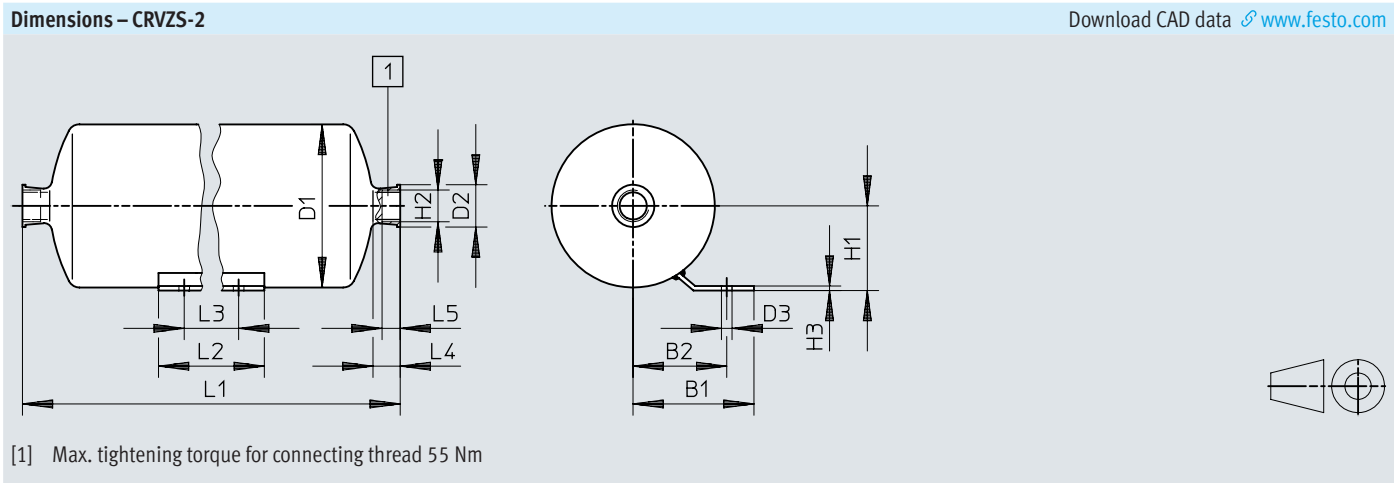 Dimensions – CRVZS-2
Download CAD data www.festo.com
1
D1
H2
D2
H1
L3
L5
D3
H3
L2
L4
B2
L1
B1
[1] Max. tightening torque for connecting thread 55 Nm